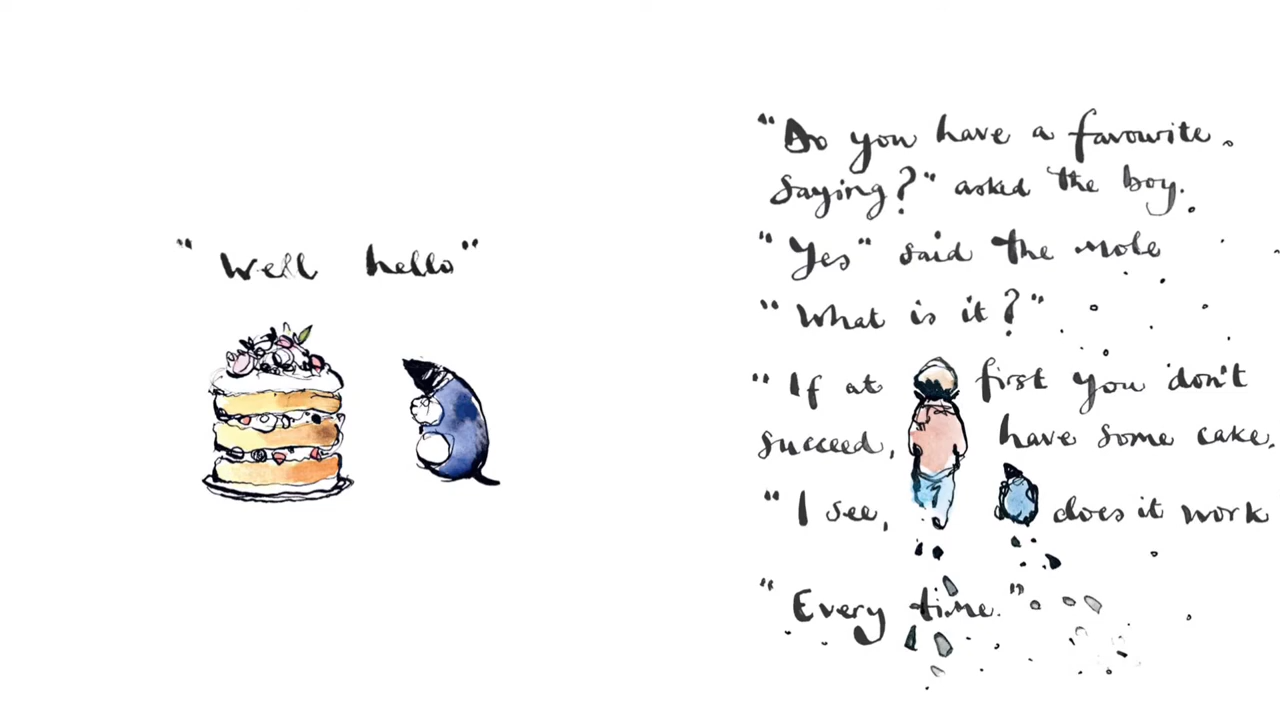 "Well hello"
"Do you have a favourite
saying?" asked the boy.
"Yes" said the mole
"What is it?"
"If at first you don't
succeed, have some cake.
"I see, does it work
"Every time."